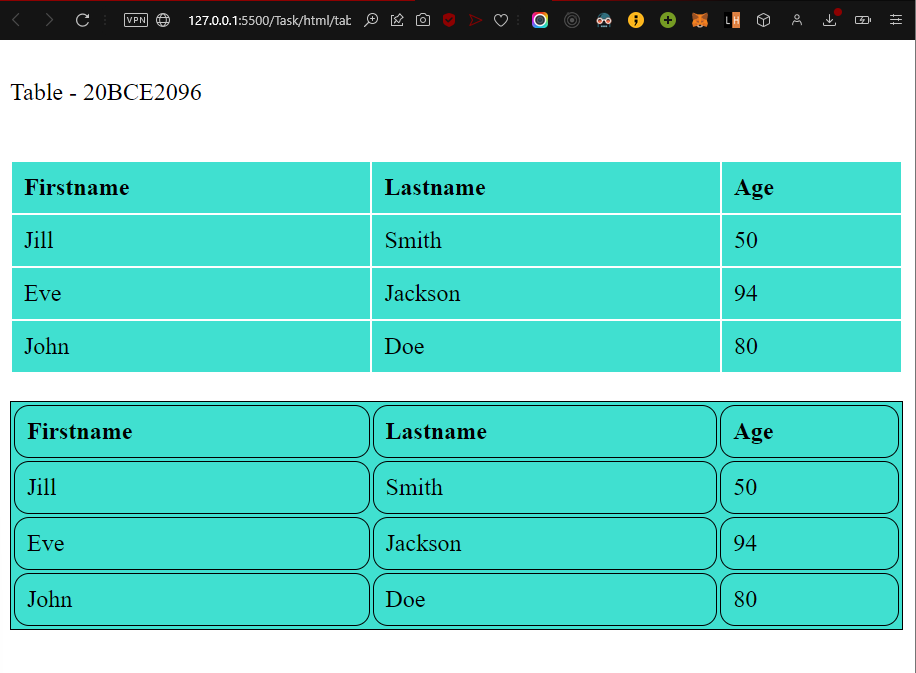 VPN 127.0.0.1:5500/Task/html/tab LH
Table - 20BCE2096
Firstname Lastname Age
Jill Smith 50
Eve Jackson 94
John Doe 80
Firstname Lastname Age
Jill Smith 50
Eve Jackson 94
John Doe 80